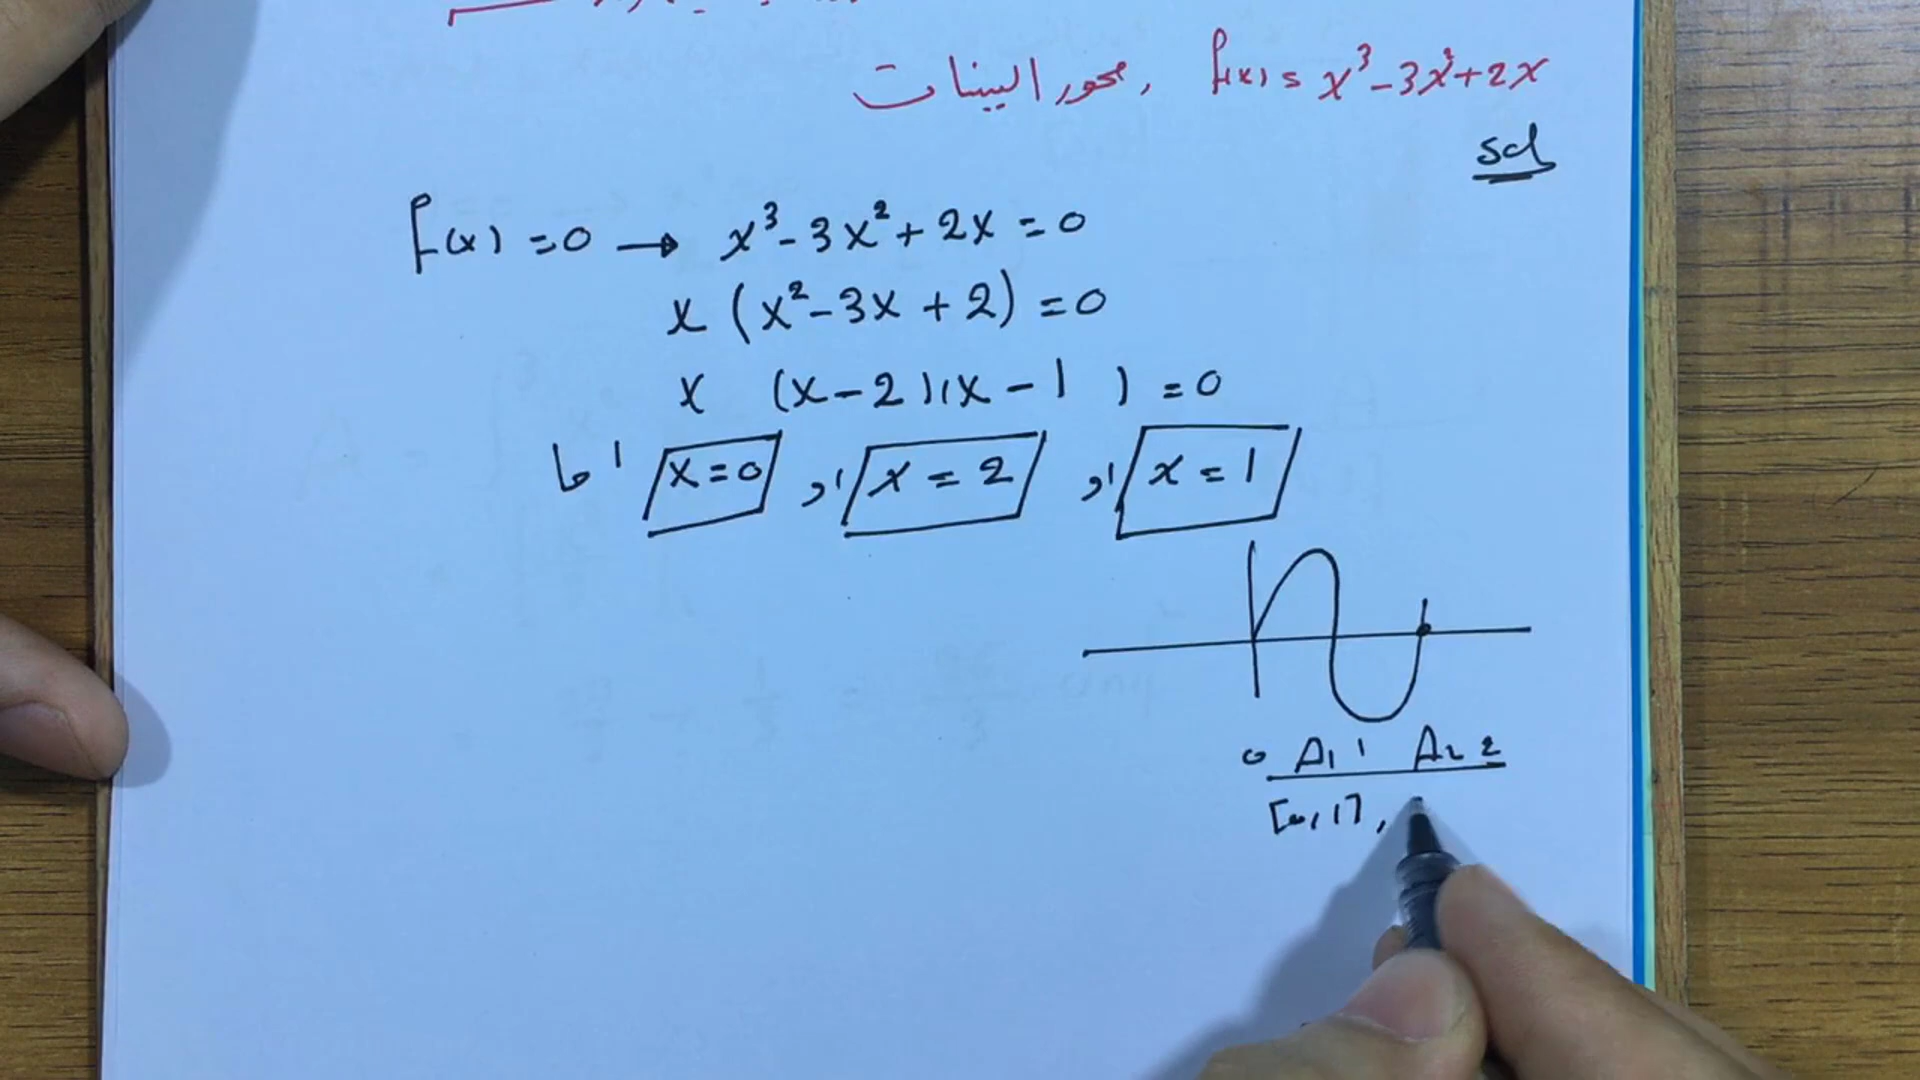 f(x) = x³ - 3x² + 2x , محور السينات
sol
f(x) = 0 → x³ - 3x² + 2x = 0
x (x² - 3x + 2) = 0
x (x - 2)(x - 1) = 0
اما x = 0 , او x = 2 , او x = 1
0 A₁ 1 A₂ 2
[0, 1] ,